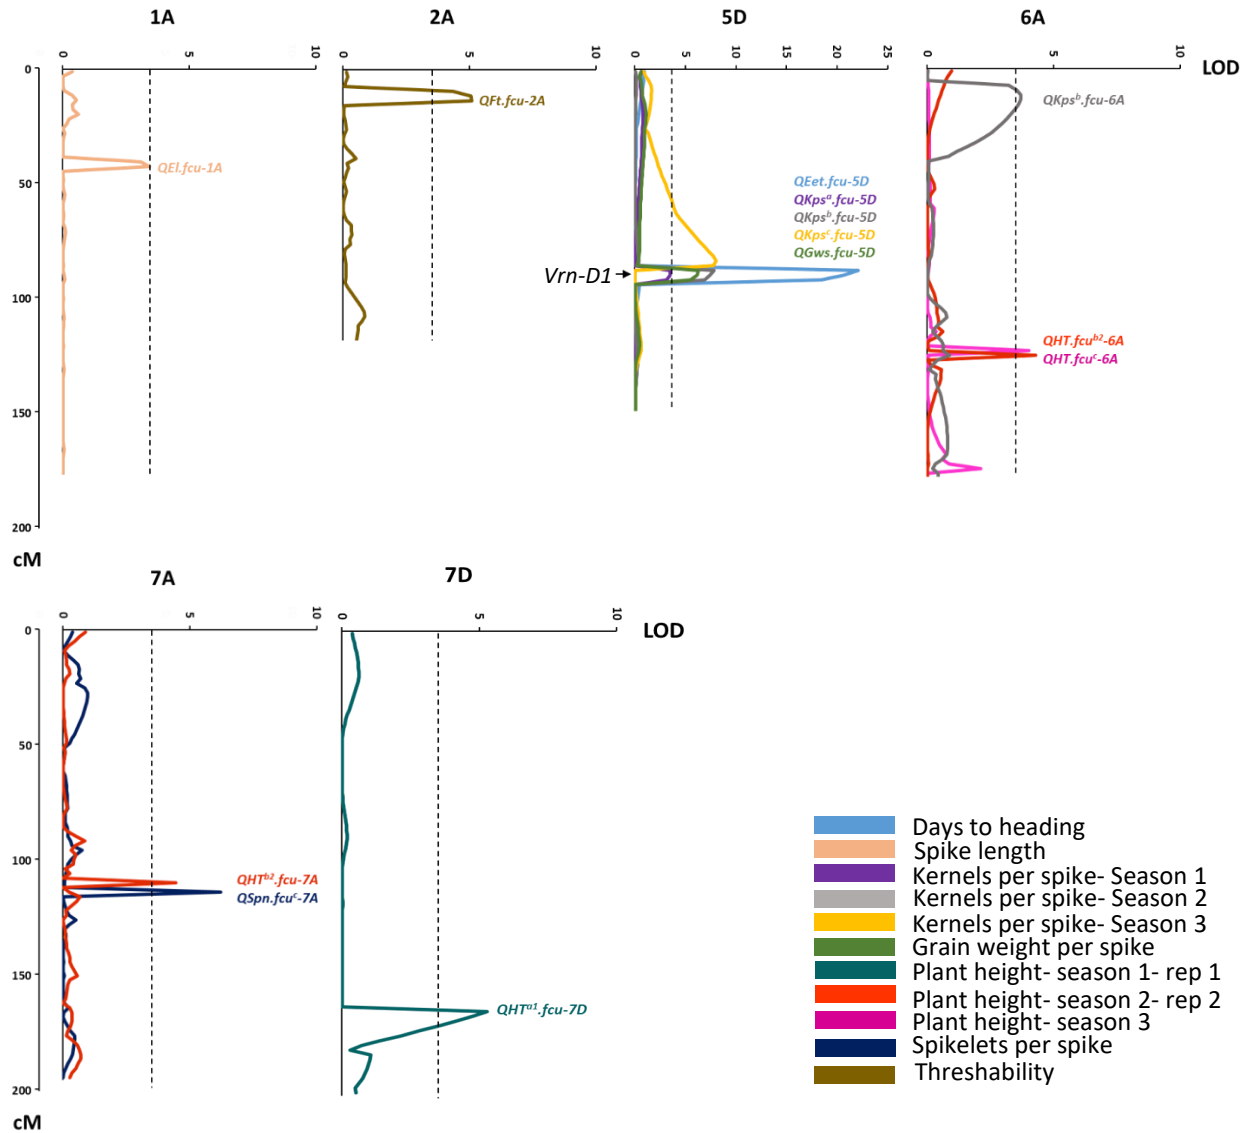 1A
2A
5D
6A
0 5 10
0 5 10
0 5 10 15 20 25
0 5 10
LOD
0
50
100
150
200
cM
QEl.fcu-1A
QFt.fcu-2A
QEet.fcu-5D
QKpsᵃ.fcu-5D
QKpsᵇ.fcu-5D
QKpsᶜ.fcu-5D
QGws.fcu-5D
Vrn-D1
QKpsᵇ.fcu-6A
QHT.fcuᵇ²-6A
QHT.fcuᶜ-6A
7A
7D
0 5 10
0 5 10
LOD
0
50
100
150
200
cM
QHTᵇ².fcu-7A
QSpn.fcuᶜ-7A
QHTᵃ¹.fcu-7D
Days to heading
Spike length
Kernels per spike- Season 1
Kernels per spike- Season 2
Kernels per spike- Season 3
Grain weight per spike
Plant height- season 1- rep 1
Plant height- season 2- rep 2
Plant height- season 3
Spikelets per spike
Threshability